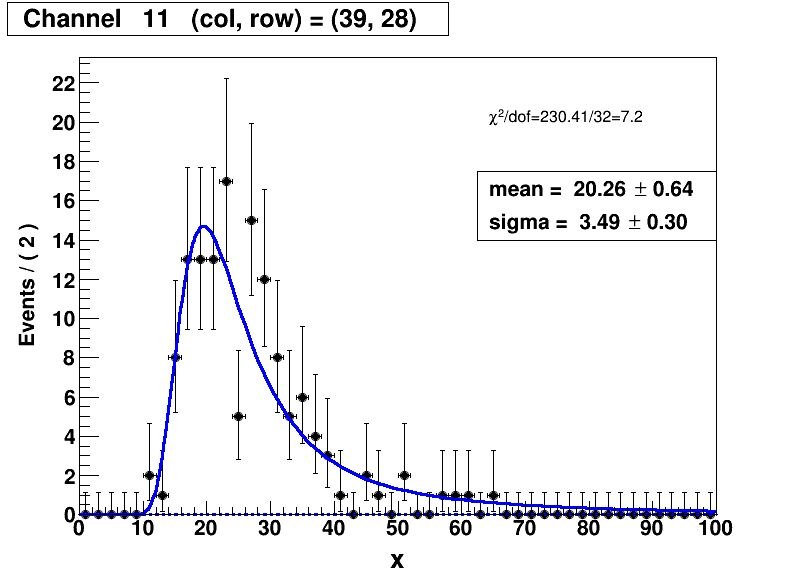 Channel 11 (col, row) = (39, 28)
χ²/dof=230.41/32=7.2
mean = 20.26 ± 0.64
sigma = 3.49 ± 0.30
Events / ( 2 )
22
20
18
16
14
12
10
8
6
4
2
0
0 10 20 30 40 50 60 70 80 90 100
x